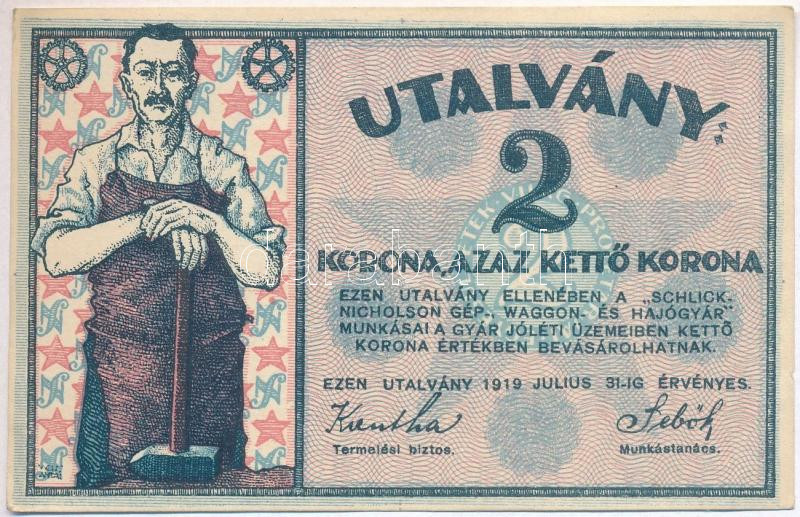 UTALVÁNY.
2
KORONA, AZAZ KETTŐ KORONA
EZEN UTALVÁNY ELLENÉBEN A „SCHLICK-
NICHOLSON GÉP-, WAGGON- ÉS HAJÓGYÁR”
MUNKÁSAI A GYÁR JÓLÉTI ÜZEMEIBEN KETTŐ
KORONA ÉRTÉKBEN BEVÁSÁROLHATNAK.
EZEN UTALVÁNY 1919 JULIUS 31-IG ÉRVÉNYES.
Sebők
Termelési biztos. Munkástanács.